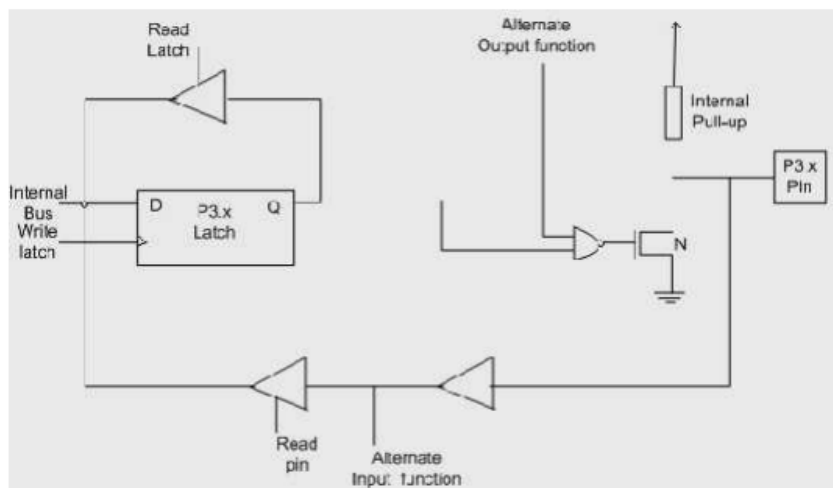 Read
Latch
Alternate
Output function
Internal
Pull-up
P3.x
Pin
Internal
Bus
Write
latch
D
P3.x
Latch
Q
N
Read
pin
Alternate
Input function